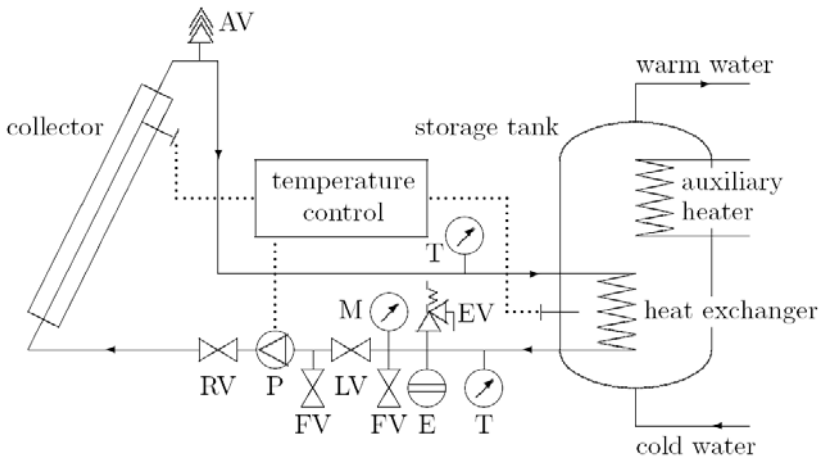 AV
warm water
collector
storage tank
temperature
control
auxiliary
heater
T
M
EV
heat exchanger
RV
P
LV
FV
FV
E
T
cold water